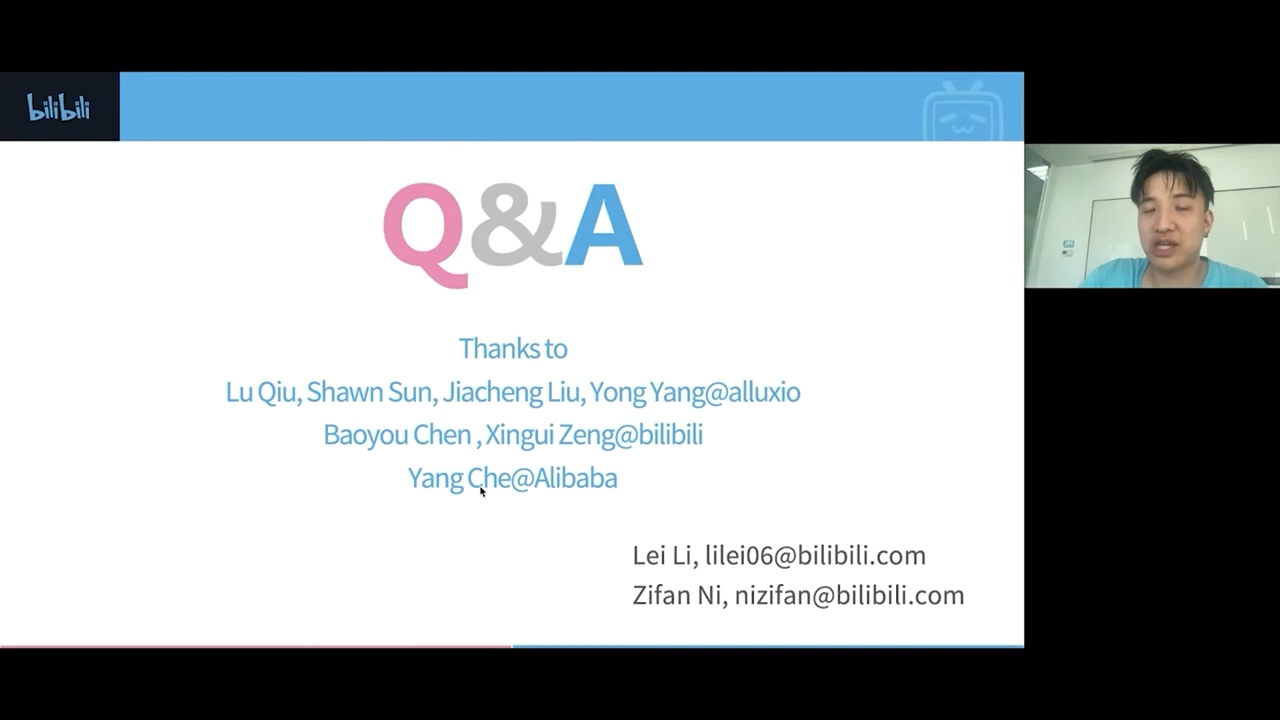 bilibili
Q&A
Thanks to
Lu Qiu, Shawn Sun, Jiacheng Liu, Yong Yang@alluxio
Baoyou Chen , Xingui Zeng@bilibili
Yang Che@Alibaba
Lei Li, lilei06@bilibili.com
Zifan Ni, nizifan@bilibili.com